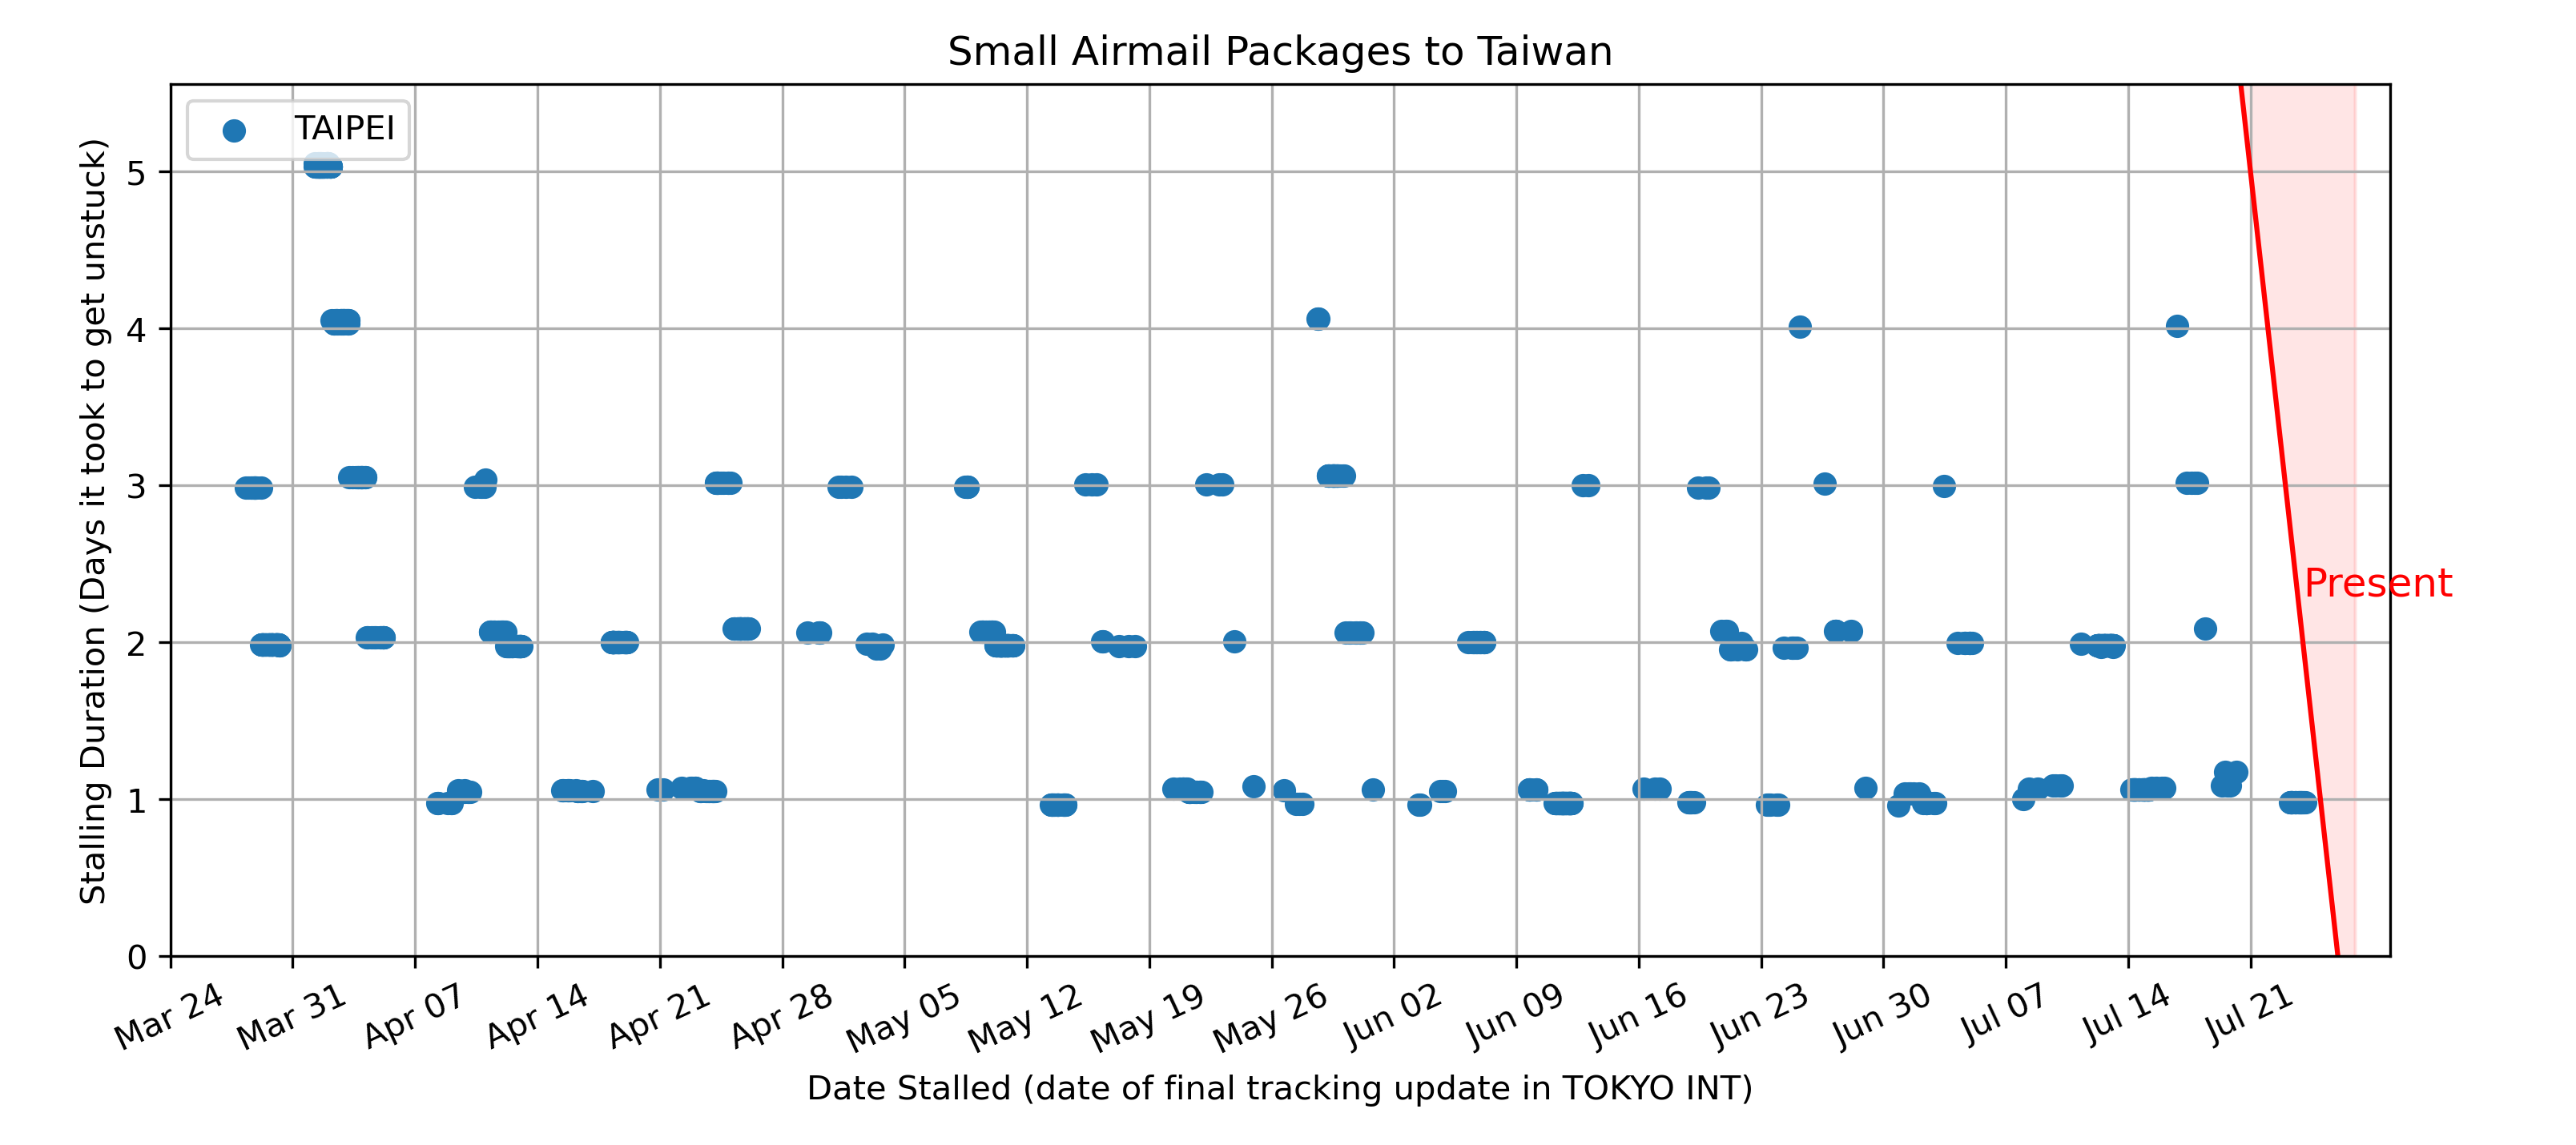 Small Airmail Packages to Taiwan
TAIPEI
Stalling Duration (Days it took to get unstuck)
5
4
3
2
1
0
Present
Mar 24
Mar 31
Apr 07
Apr 14
Apr 21
Apr 28
May 05
May 12
May 19
May 26
Jun 02
Jun 09
Jun 16
Jun 23
Jun 30
Jul 07
Jul 14
Jul 21
Date Stalled (date of final tracking update in TOKYO INT)